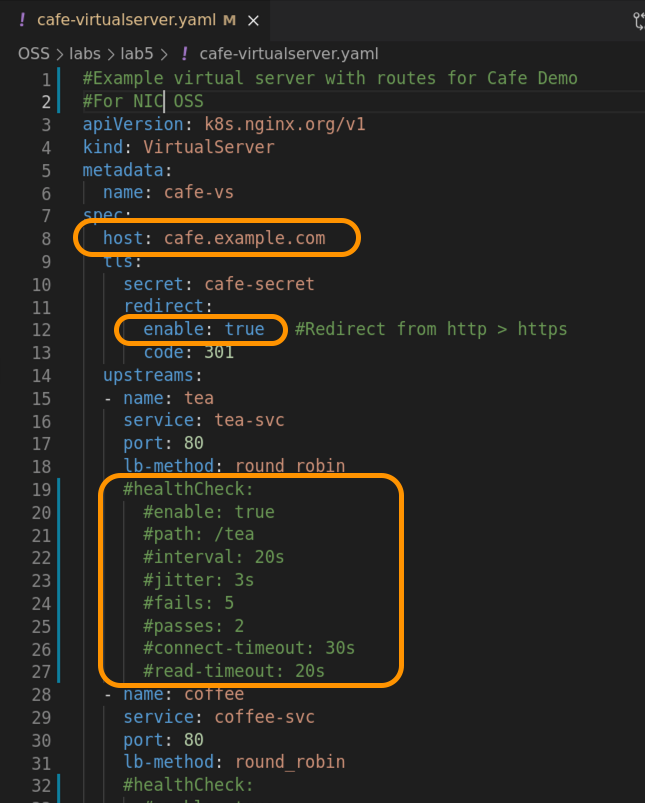 ! cafe-virtualserver.yaml M ×
OSS > labs > lab5 > ! cafe-virtualserver.yaml
1 #Example virtual server with routes for Cafe Demo
2 #For NIC OSS
3 apiVersion: k8s.nginx.org/v1
4 kind: VirtualServer
5 metadata:
6   name: cafe-vs
7 spec:
8   host: cafe.example.com
9   tls:
10     secret: cafe-secret
11     redirect:
12       enable: true   #Redirect from http > https
13       code: 301
14   upstreams:
15   - name: tea
16     service: tea-svc
17     port: 80
18     lb-method: round_robin
19     #healthCheck:
20       #enable: true
21       #path: /tea
22       #interval: 20s
23       #jitter: 3s
24       #fails: 5
25       #passes: 2
26       #connect-timeout: 30s
27       #read-timeout: 20s
28   - name: coffee
29     service: coffee-svc
30     port: 80
31     lb-method: round_robin
32     #healthCheck: